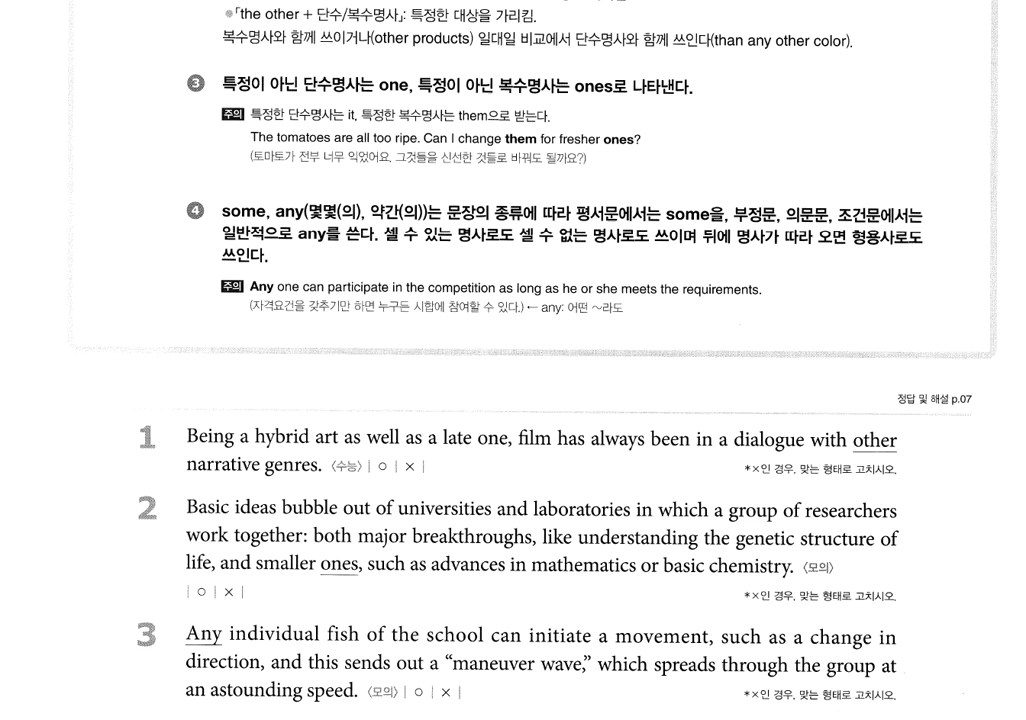 「the other + 단수/복수명사」: 특정한 대상을 가리킴.
복수명사와 함께 쓰이거나(other products) 일대일 비교에서 단수명사와 함께 쓰인다(than any other color).
3 특정이 아닌 단수명사는 one, 특정이 아닌 복수명사는 ones로 나타낸다.
주의 특정한 단수명사는 it, 특정한 복수명사는 them으로 받는다.
The tomatoes are all too ripe. Can I change them for fresher ones?
(토마토가 전부 너무 익었어요. 그것들을 신선한 것들로 바꿔도 될까요?)
4 some, any(몇몇(의), 약간(의))는 문장의 종류에 따라 평서문에서는 some을, 부정문, 의문문, 조건문에서는
일반적으로 any를 쓴다. 셀 수 있는 명사로도 셀 수 없는 명사로도 쓰이며 뒤에 명사가 따라 오면 형용사로도
쓰인다.
주의 Any one can participate in the competition as long as he or she meets the requirements.
(자격요건을 갖추기만 하면 누구든 시합에 참여할 수 있다.) ← any: 어떤 ~라도
정답 및 해설 p.07
1 Being a hybrid art as well as a late one, film has always been in a dialogue with other
narrative genres. 〈수능〉 | ○ | × | *×인 경우, 맞는 형태로 고치시오.
2 Basic ideas bubble out of universities and laboratories in which a group of researchers
work together: both major breakthroughs, like understanding the genetic structure of
life, and smaller ones, such as advances in mathematics or basic chemistry. 〈모의〉
| ○ | × | *×인 경우, 맞는 형태로 고치시오.
3 Any individual fish of the school can initiate a movement, such as a change in
direction, and this sends out a “maneuver wave,” which spreads through the group at
an astounding speed. 〈모의〉 | ○ | × | *×인 경우, 맞는 형태로 고치시오.